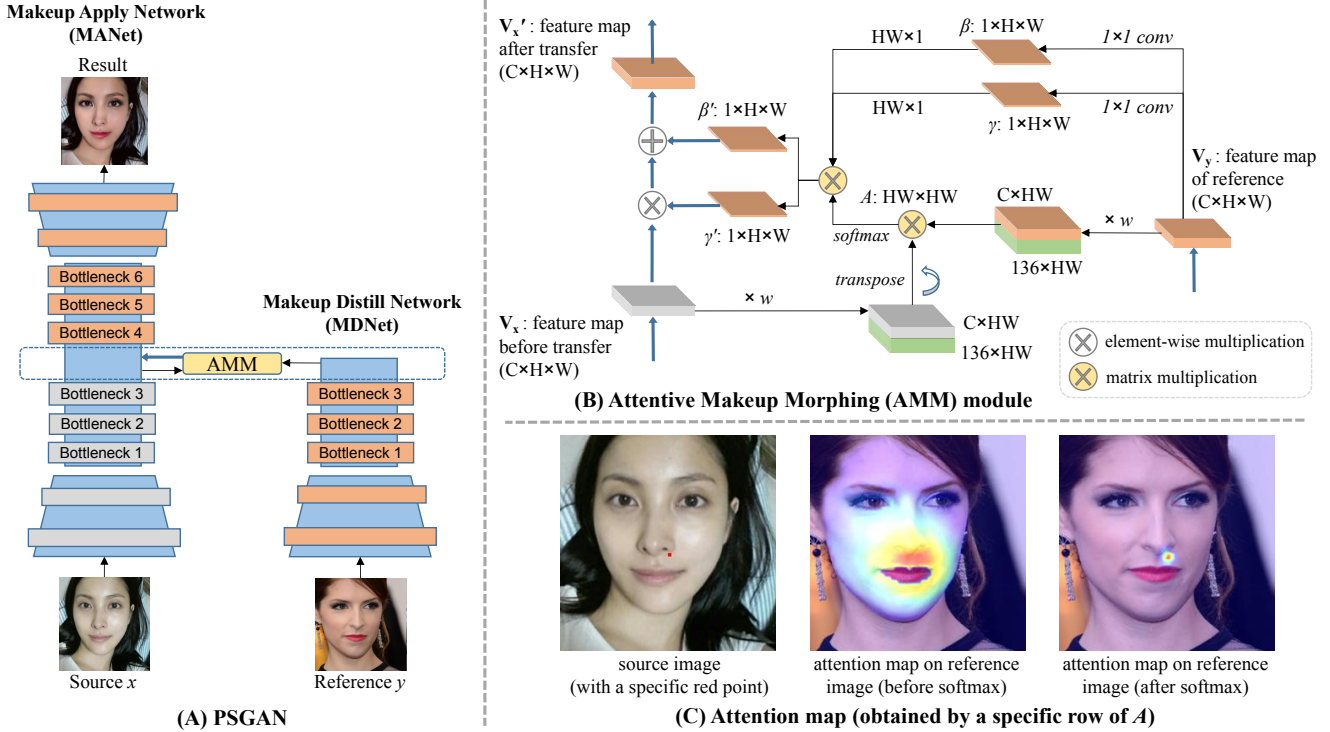 Makeup Apply Network
(MANet)
Result
Bottleneck 6
Bottleneck 5
Bottleneck 4
Makeup Distill Network
(MDNet)
AMM
Bottleneck 3
Bottleneck 2
Bottleneck 1
Bottleneck 3
Bottleneck 2
Bottleneck 1
Source x
Reference y
(A) PSGAN
Vx′ : feature map
after transfer
(C×H×W)
HW×1
β: 1×H×W
1×1 conv
HW×1
γ: 1×H×W
1×1 conv
β′: 1×H×W
γ′: 1×H×W
A: HW×HW
softmax
C×HW
136×HW
× w
Vy : feature map
of reference
(C×H×W)
transpose
× w
Vx : feature map
before transfer
(C×H×W)
C×HW
136×HW
element-wise multiplication
matrix multiplication
(B) Attentive Makeup Morphing (AMM) module
source image
(with a specific red point)
attention map on reference
image (before softmax)
attention map on reference
image (after softmax)
(C) Attention map (obtained by a specific row of A)